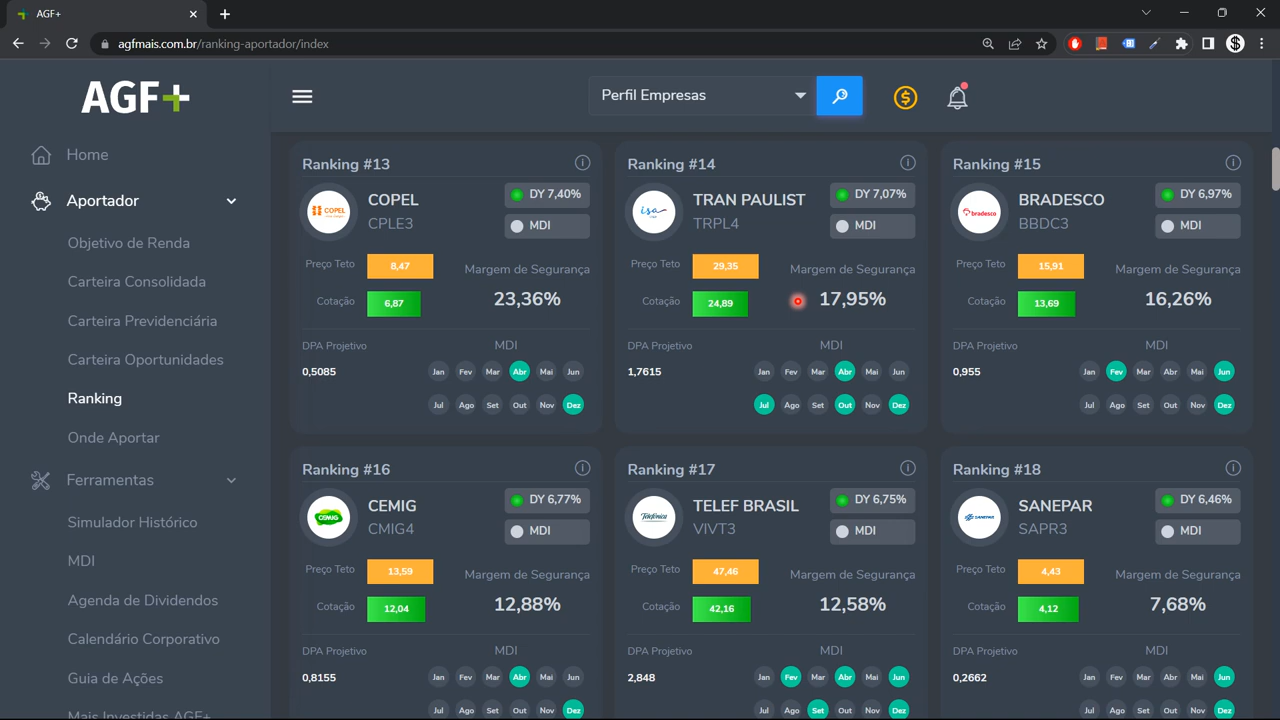 AGF+
agfmais.com.br/ranking-aportador/index
AGF+
Perfil Empresas
Home
Aportador
Objetivo de Renda
Carteira Consolidada
Carteira Previdenciária
Carteira Oportunidades
Ranking
Onde Aportar
Ferramentas
Simulador Histórico
MDI
Agenda de Dividendos
Calendário Corporativo
Guia de Ações
Mais Investidas AGF+
Ranking #13
COPEL
COPEL
CPLE3
DY 7,40%
MDI
Preço Teto
8,47
Margem de Segurança
Cotação
6,87
23,36%
DPA Projetivo
MDI
0,5085
Jan Fev Mar Abr Mai Jun
Jul Ago Set Out Nov Dez
Ranking #14
isa
TRAN PAULIST
TRPL4
DY 7,07%
MDI
Preço Teto
29,35
Margem de Segurança
Cotação
24,89
17,95%
DPA Projetivo
MDI
1,7615
Jan Fev Mar Abr Mai Jun
Jul Ago Set Out Nov Dez
Ranking #15
bradesco
BRADESCO
BBDC3
DY 6,97%
MDI
Preço Teto
15,91
Margem de Segurança
Cotação
13,69
16,26%
DPA Projetivo
MDI
0,955
Jan Fev Mar Abr Mai Jun
Jul Ago Set Out Nov Dez
Ranking #16
CEMIG
CEMIG
CMIG4
DY 6,77%
MDI
Preço Teto
13,59
Margem de Segurança
Cotação
12,04
12,88%
DPA Projetivo
MDI
0,8155
Jan Fev Mar Abr Mai Jun
Jul Ago Set Out Nov Dez
Ranking #17
Telefónica
TELEF BRASIL
VIVT3
DY 6,75%
MDI
Preço Teto
47,46
Margem de Segurança
Cotação
42,16
12,58%
DPA Projetivo
MDI
2,848
Jan Fev Mar Abr Mai Jun
Jul Ago Set Out Nov Dez
Ranking #18
SANEPAR
SANEPAR
SAPR3
DY 6,46%
MDI
Preço Teto
4,43
Margem de Segurança
Cotação
4,12
7,68%
DPA Projetivo
MDI
0,2662
Jan Fev Mar Abr Mai Jun
Jul Ago Set Out Nov Dez